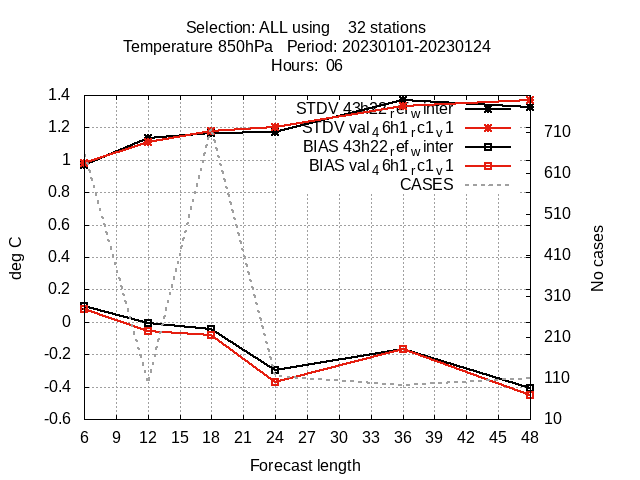 Selection: ALL using    32 stations
Temperature 850hPa   Period: 20230101-20230124
Hours:  06
STDV 43h22_ref_winter
STDV val_46h1_rc1_v1
BIAS 43h22_ref_winter
BIAS val_46h1_rc1_v1
CASES
1.4
1.2
1
0.8
0.6
0.4
0.2
0
-0.2
-0.4
-0.6
deg C
710
610
510
410
310
210
110
10
No cases
6 9 12 15 18 21 24 27 30 33 36 39 42 45 48
Forecast length